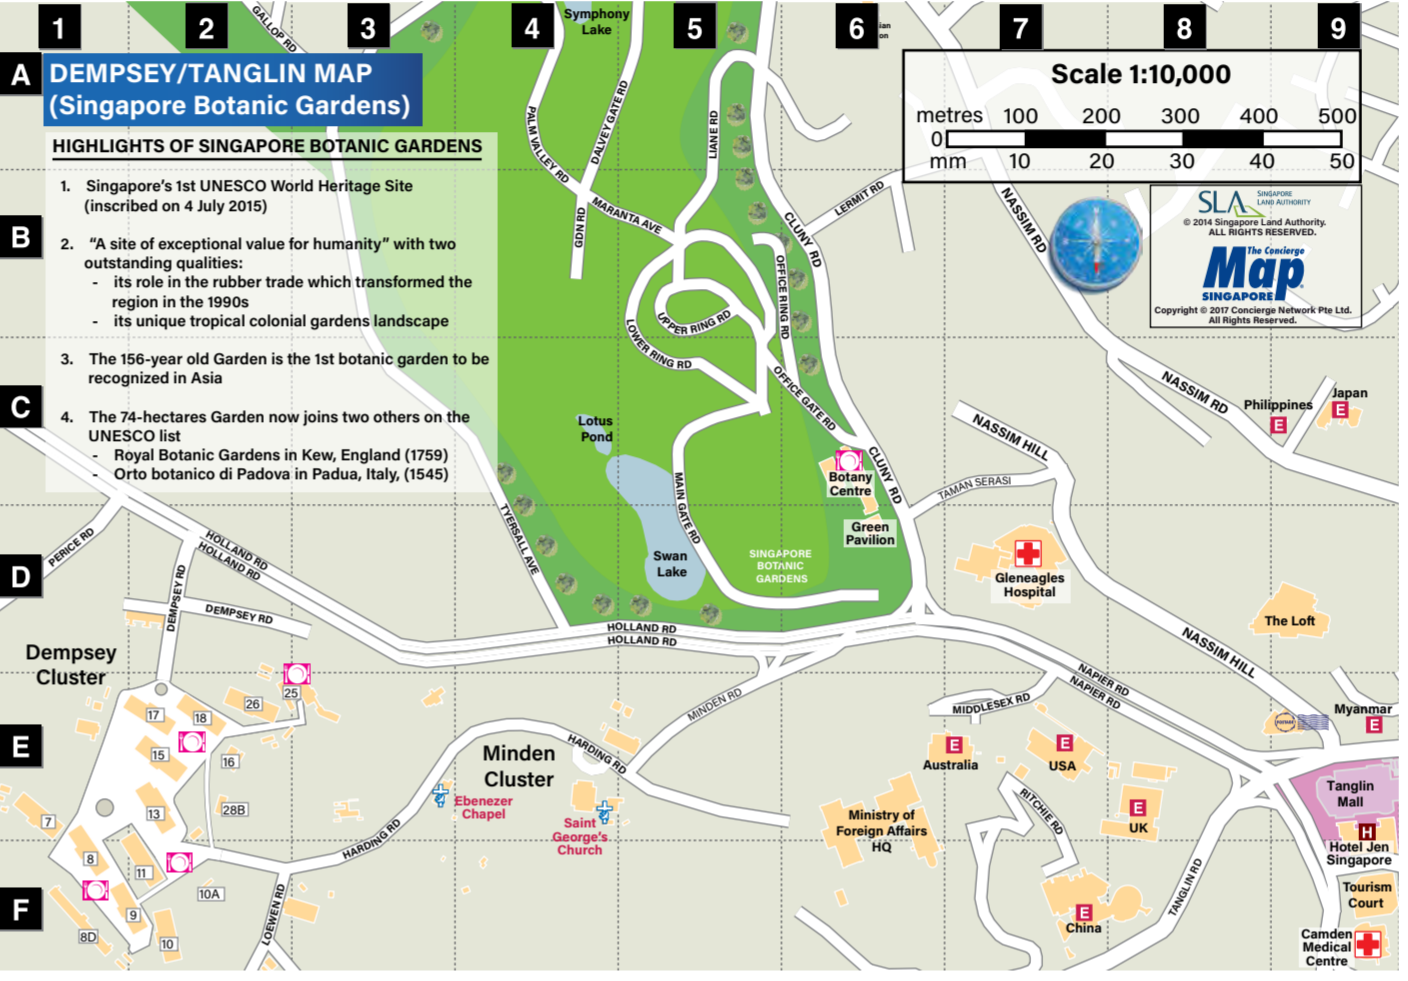 1 2 3 4 5 6 7 8 9
A
B
C
D
E
F
DEMPSEY/TANGLIN MAP
(Singapore Botanic Gardens)
HIGHLIGHTS OF SINGAPORE BOTANIC GARDENS
1. Singapore's 1st UNESCO World Heritage Site
(inscribed on 4 July 2015)
2. “A site of exceptional value for humanity” with two
outstanding qualities:
- its role in the rubber trade which transformed the
region in the 1990s
- its unique tropical colonial gardens landscape
3. The 156-year old Garden is the 1st botanic garden to be
recognized in Asia
4. The 74-hectares Garden now joins two others on the
UNESCO list
- Royal Botanic Gardens in Kew, England (1759)
- Orto botanico di Padova in Padua, Italy, (1545)
Scale 1:10,000
metres 100 200 300 400 500
0
mm 10 20 30 40 50
SLA
SINGAPORE
LAND AUTHORITY
© 2014 Singapore Land Authority.
ALL RIGHTS RESERVED.
The Concierge
Map
SINGAPORE
Copyright © 2017 Concierge Network Pte Ltd.
All Rights Reserved.
GALLOP RD
Symphony
Lake
PALM VALLEY RD
DALVEY GATE RD
LIANE RD
GDN RD
MARANTA AVE
CLUNY RD
LERMIT RD
NASSIM RD
OFFICE RING RD
UPPER RING RD
LOWER RING RD
OFFICE GATE RD
NASSIM RD
Philippines
E
Japan
E
NASSIM HILL
Lotus
Pond
MAIN GATE RD
CLUNY RD
Botany
Centre
TAMAN SERASI
Green
Pavilion
TYERSALL AVE
Swan
Lake
SINGAPORE
BOTANIC
GARDENS
Gleneagles
Hospital
The Loft
PERICE RD
HOLLAND RD
HOLLAND RD
DEMPSEY RD
DEMPSEY RD
HOLLAND RD
HOLLAND RD
NASSIM HILL
Dempsey
Cluster
25
26
17
18
15
16
13
28B
7
8
11
10A
9
8D
10
MINDEN RD
NAPIER RD
NAPIER RD
MIDDLESEX RD
Myanmar
E
HARDING RD
Minden
Cluster
E
Australia
E
USA
Ebenezer
Chapel
Saint
George's
Church
HARDING RD
LOEWEN RD
Ministry of
Foreign Affairs
HQ
RITCHIE RD
E
UK
Tanglin
Mall
H
Hotel Jen
Singapore
TANGLIN RD
E
China
Tourism
Court
Camden
Medical
Centre